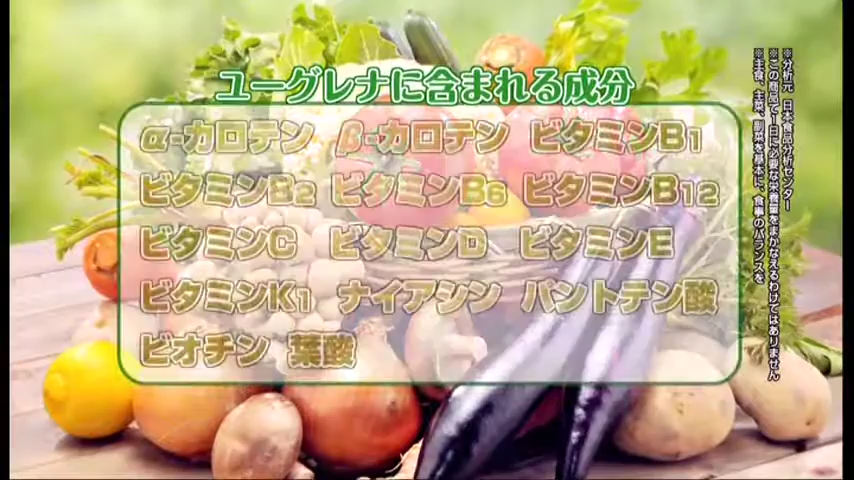 ユーグレナに含まれる成分
α-カロテン β-カロテン ビタミンB1
ビタミンB2 ビタミンB6 ビタミンB12
ビタミンC ビタミンD ビタミンE
ビタミンK1 ナイアシン パントテン酸
ビオチン 葉酸
※分析元 日本食品分析センター
※この商品で一日に必要な栄養量をまかなえるわけではありません
※主食、主菜、副菜を基本に、食事のバランスを